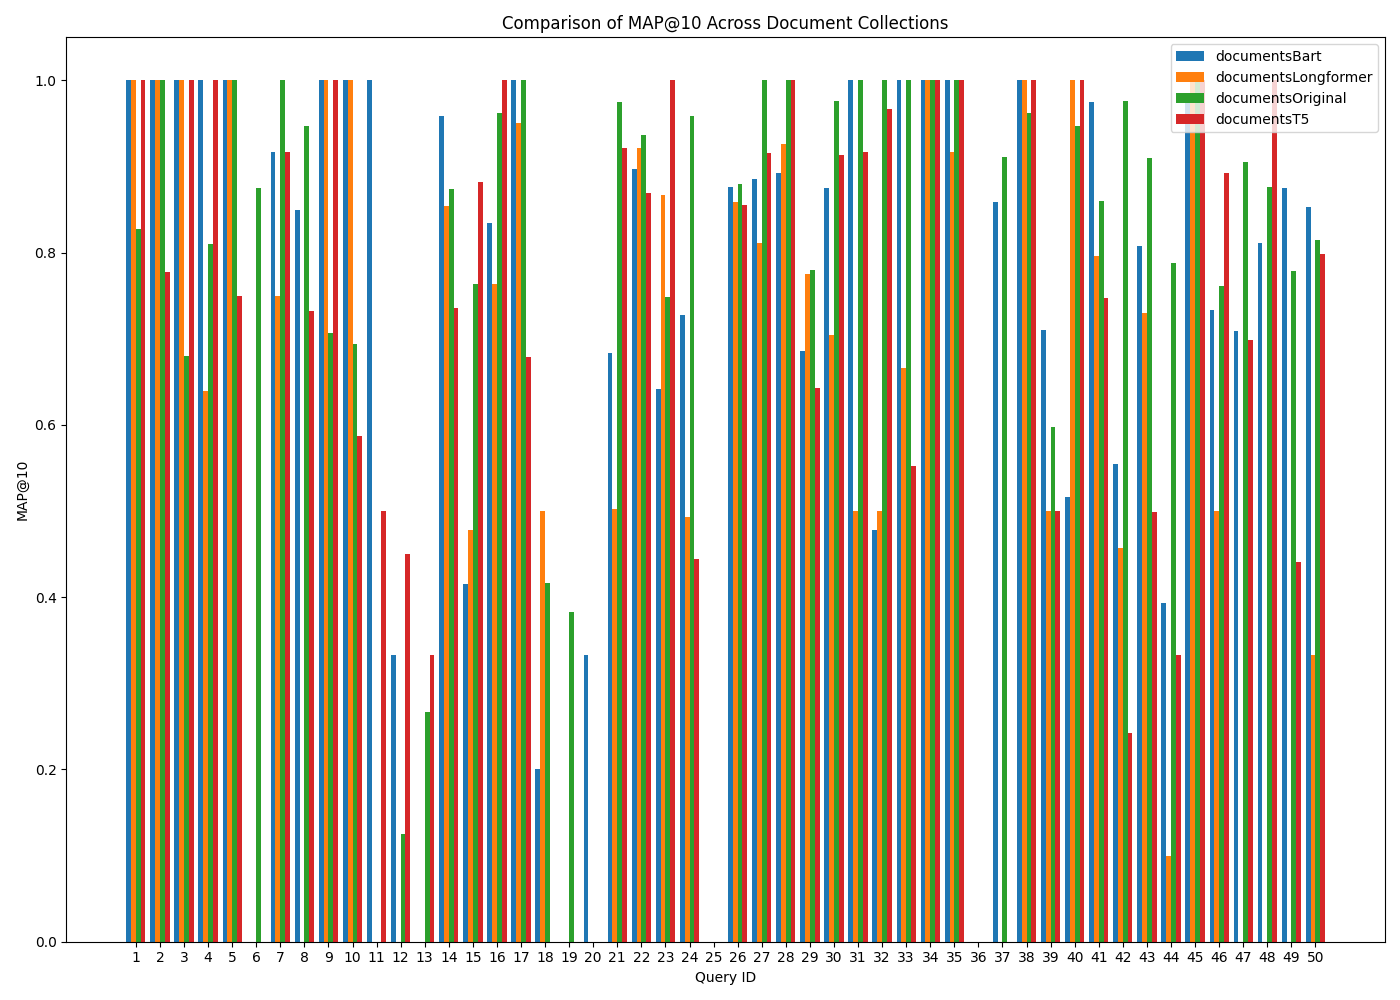 Comparison of MAP@10 Across Document Collections
documentsBart
documentsLongformer
documentsOriginal
documentsT5
1.0
0.8
0.6
0.4
0.2
0.0
MAP@10
1 2 3 4 5 6 7 8 9 10 11 12 13 14 15 16 17 18 19 20 21 22 23 24 25 26 27 28 29 30 31 32 33 34 35 36 37 38 39 40 41 42 43 44 45 46 47 48 49 50
Query ID